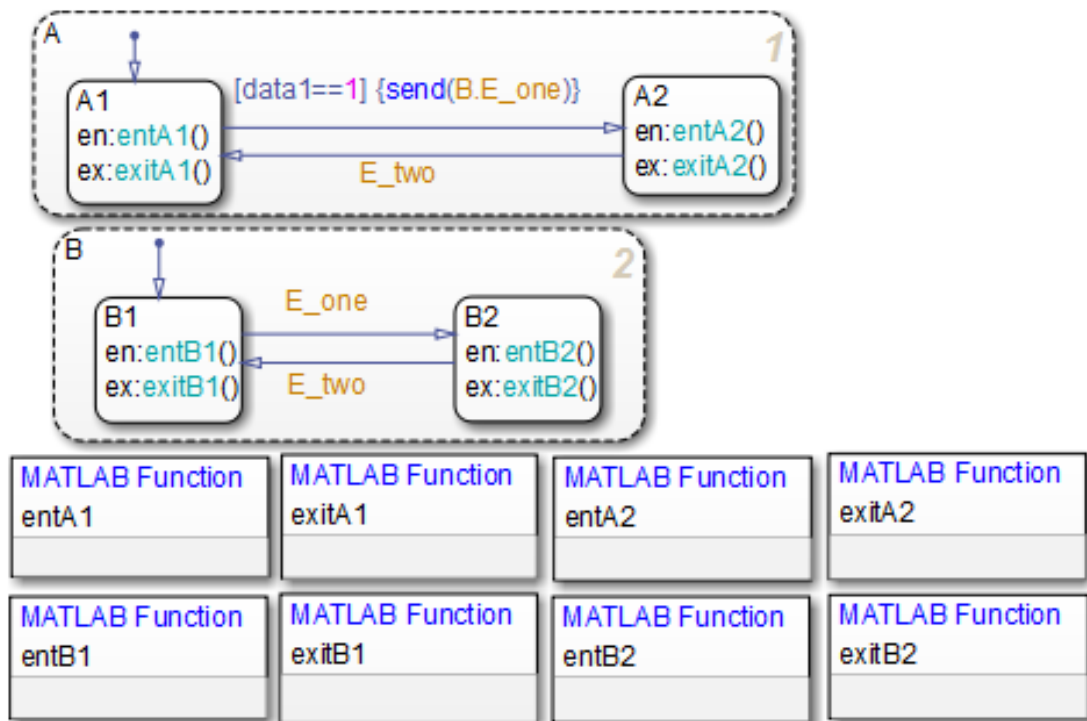 A
1
[data1==1] {send(B.E_one)}
A1
en:entA1()
ex:exitA1()
A2
en:entA2()
ex:exitA2()
E_two
B
2
B1
en:entB1()
ex:exitB1()
E_one
B2
en:entB2()
ex:exitB2()
E_two
MATLAB Function
entA1
MATLAB Function
exitA1
MATLAB Function
entA2
MATLAB Function
exitA2
MATLAB Function
entB1
MATLAB Function
exitB1
MATLAB Function
entB2
MATLAB Function
exitB2